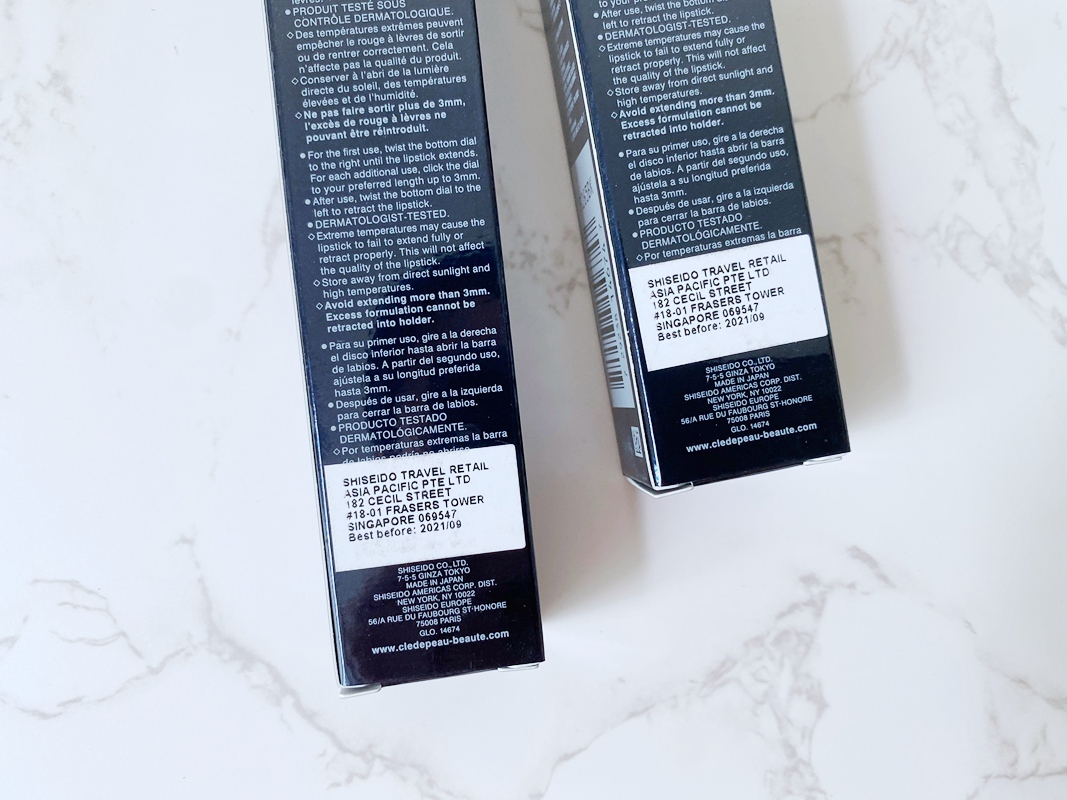 PRODUIT TESTÉ SOUS
CONTRÔLE DERMATOLOGIQUE.
Des températures extrêmes peuvent
empêcher le rouge à lèvres de sortir
ou de rentrer correctement. Cela
n'affecte pas la qualité du produit.
Conserver à l'abri de la lumière
directe du soleil, des températures
élevées et de l'humidité.
Ne pas faire sortir plus de 3mm,
l'excès de rouge à lèvres ne
pouvant être réintroduit.
For the first use, twist the bottom dial
to the right until the lipstick extends.
For each additional use, click the dial
to your preferred length up to 3mm.
After use, twist the bottom dial to the
left to retract the lipstick.
DERMATOLOGIST-TESTED.
Extreme temperatures may cause the
lipstick to fail to extend fully or
retract properly. This will not affect
the quality of the lipstick.
Store away from direct sunlight and
high temperatures.
Avoid extending more than 3mm.
Excess formulation cannot be
retracted into holder.
Para su primer uso, gire a la derecha
el disco inferior hasta abrir la barra
de labios. A partir del segundo uso,
ajústela a su longitud preferida
hasta 3mm.
Después de usar, gire a la izquierda
para cerrar la barra de labios.
PRODUCTO TESTADO
DERMATOLÓGICAMENTE.
Por temperaturas extremas la barra
SHISEIDO TRAVEL RETAIL
ASIA PACIFIC PTE LTD
182 CECIL STREET
#18-01 FRASERS TOWER
SINGAPORE 069547
Best before: 2021/09
SHISEIDO CO., LTD.
7-5-5 GINZA TOKYO
MADE IN JAPAN
SHISEIDO AMERICAS CORP. DIST.
NEW YORK, NY 10022
SHISEIDO EUROPE
56/A RUE DU FAUBOURG ST-HONORE
75008 PARIS
GLO. 14674
www.cledepeau-beaute.com
to your preferred length up to 3mm.
After use, twist the bottom
left to retract the lipstick.
DERMATOLOGIST-TESTED.
Extreme temperatures may cause the
lipstick to fail to extend fully or
retract properly. This will not affect
the quality of the lipstick.
Store away from direct sunlight and
high temperatures.
Avoid extending more than 3mm.
Excess formulation cannot be
retracted into holder.
Para su primer uso, gire a la derecha
el disco inferior hasta abrir la barra
de labios. A partir del segundo uso,
ajústela a su longitud preferida
hasta 3mm.
Después de usar, gire a la izquierda
para cerrar la barra de labios.
PRODUCTO TESTADO
DERMATOLÓGICAMENTE.
Por temperaturas extremas la barra
SHISEIDO TRAVEL RETAIL
ASIA PACIFIC PTE LTD
182 CECIL STREET
#18-01 FRASERS TOWER
SINGAPORE 069547
Best before: 2021/09
SHISEIDO CO., LTD.
7-5-5 GINZA TOKYO
MADE IN JAPAN
SHISEIDO AMERICAS CORP. DIST.
NEW YORK, NY 10022
SHISEIDO EUROPE
56/A RUE DU FAUBOURG ST-HONORE
75008 PARIS
GLO. 14674
www.cledepeau-beaute.com